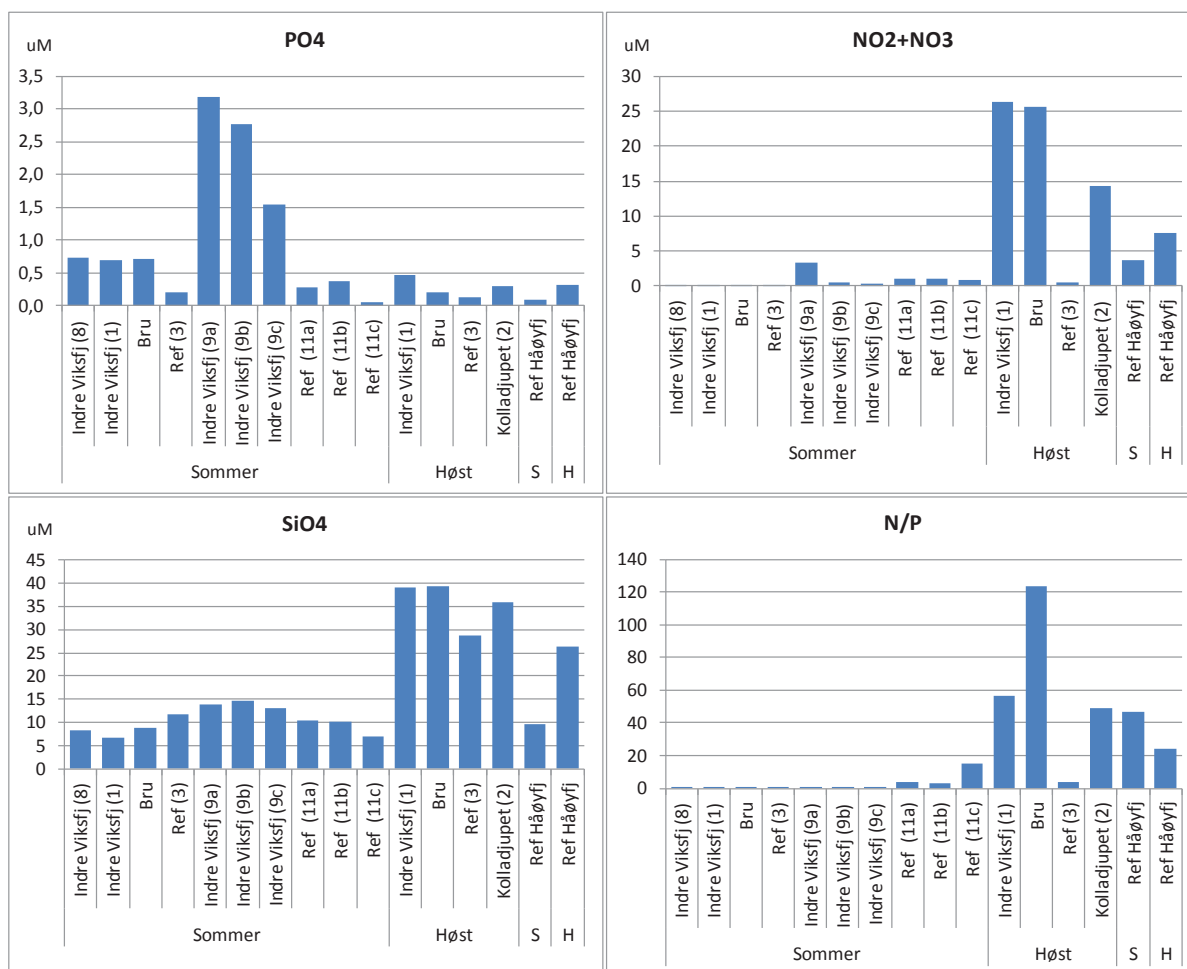 PO4
uM
3,5
3,0
2,5
2,0
1,5
1,0
0,5
0,0
Indre Viksfj (8)
Indre Viksfj (1)
Bru
Ref (3)
Indre Viksfj (9a)
Indre Viksfj (9b)
Indre Viksfj (9c)
Ref (11a)
Ref (11b)
Ref (11c)
Indre Viksfj (1)
Bru
Ref (3)
Kolladjupet (2)
Ref Håøyfj
Ref Håøyfj
Sommer Høst S H
NO2+NO3
uM
30
25
20
15
10
5
0
Indre Viksfj (8)
Indre Viksfj (1)
Bru
Ref (3)
Indre Viksfj (9a)
Indre Viksfj (9b)
Indre Viksfj (9c)
Ref (11a)
Ref (11b)
Ref (11c)
Indre Viksfj (1)
Bru
Ref (3)
Kolladjupet (2)
Ref Håøyfj
Ref Håøyfj
Sommer Høst S H
SiO4
uM
45
40
35
30
25
20
15
10
5
0
Indre Viksfj (8)
Indre Viksfj (1)
Bru
Ref (3)
Indre Viksfj (9a)
Indre Viksfj (9b)
Indre Viksfj (9c)
Ref (11a)
Ref (11b)
Ref (11c)
Indre Viksfj (1)
Bru
Ref (3)
Kolladjupet (2)
Ref Håøyfj
Ref Håøyfj
Sommer Høst S H
N/P
140
120
100
80
60
40
20
0
Indre Viksfj (8)
Indre Viksfj (1)
Bru
Ref (3)
Indre Viksfj (9a)
Indre Viksfj (9b)
Indre Viksfj (9c)
Ref (11a)
Ref (11b)
Ref (11c)
Indre Viksfj (1)
Bru
Ref (3)
Kolladjupet (2)
Ref Håøyfj
Ref Håøyfj
Sommer Høst S H